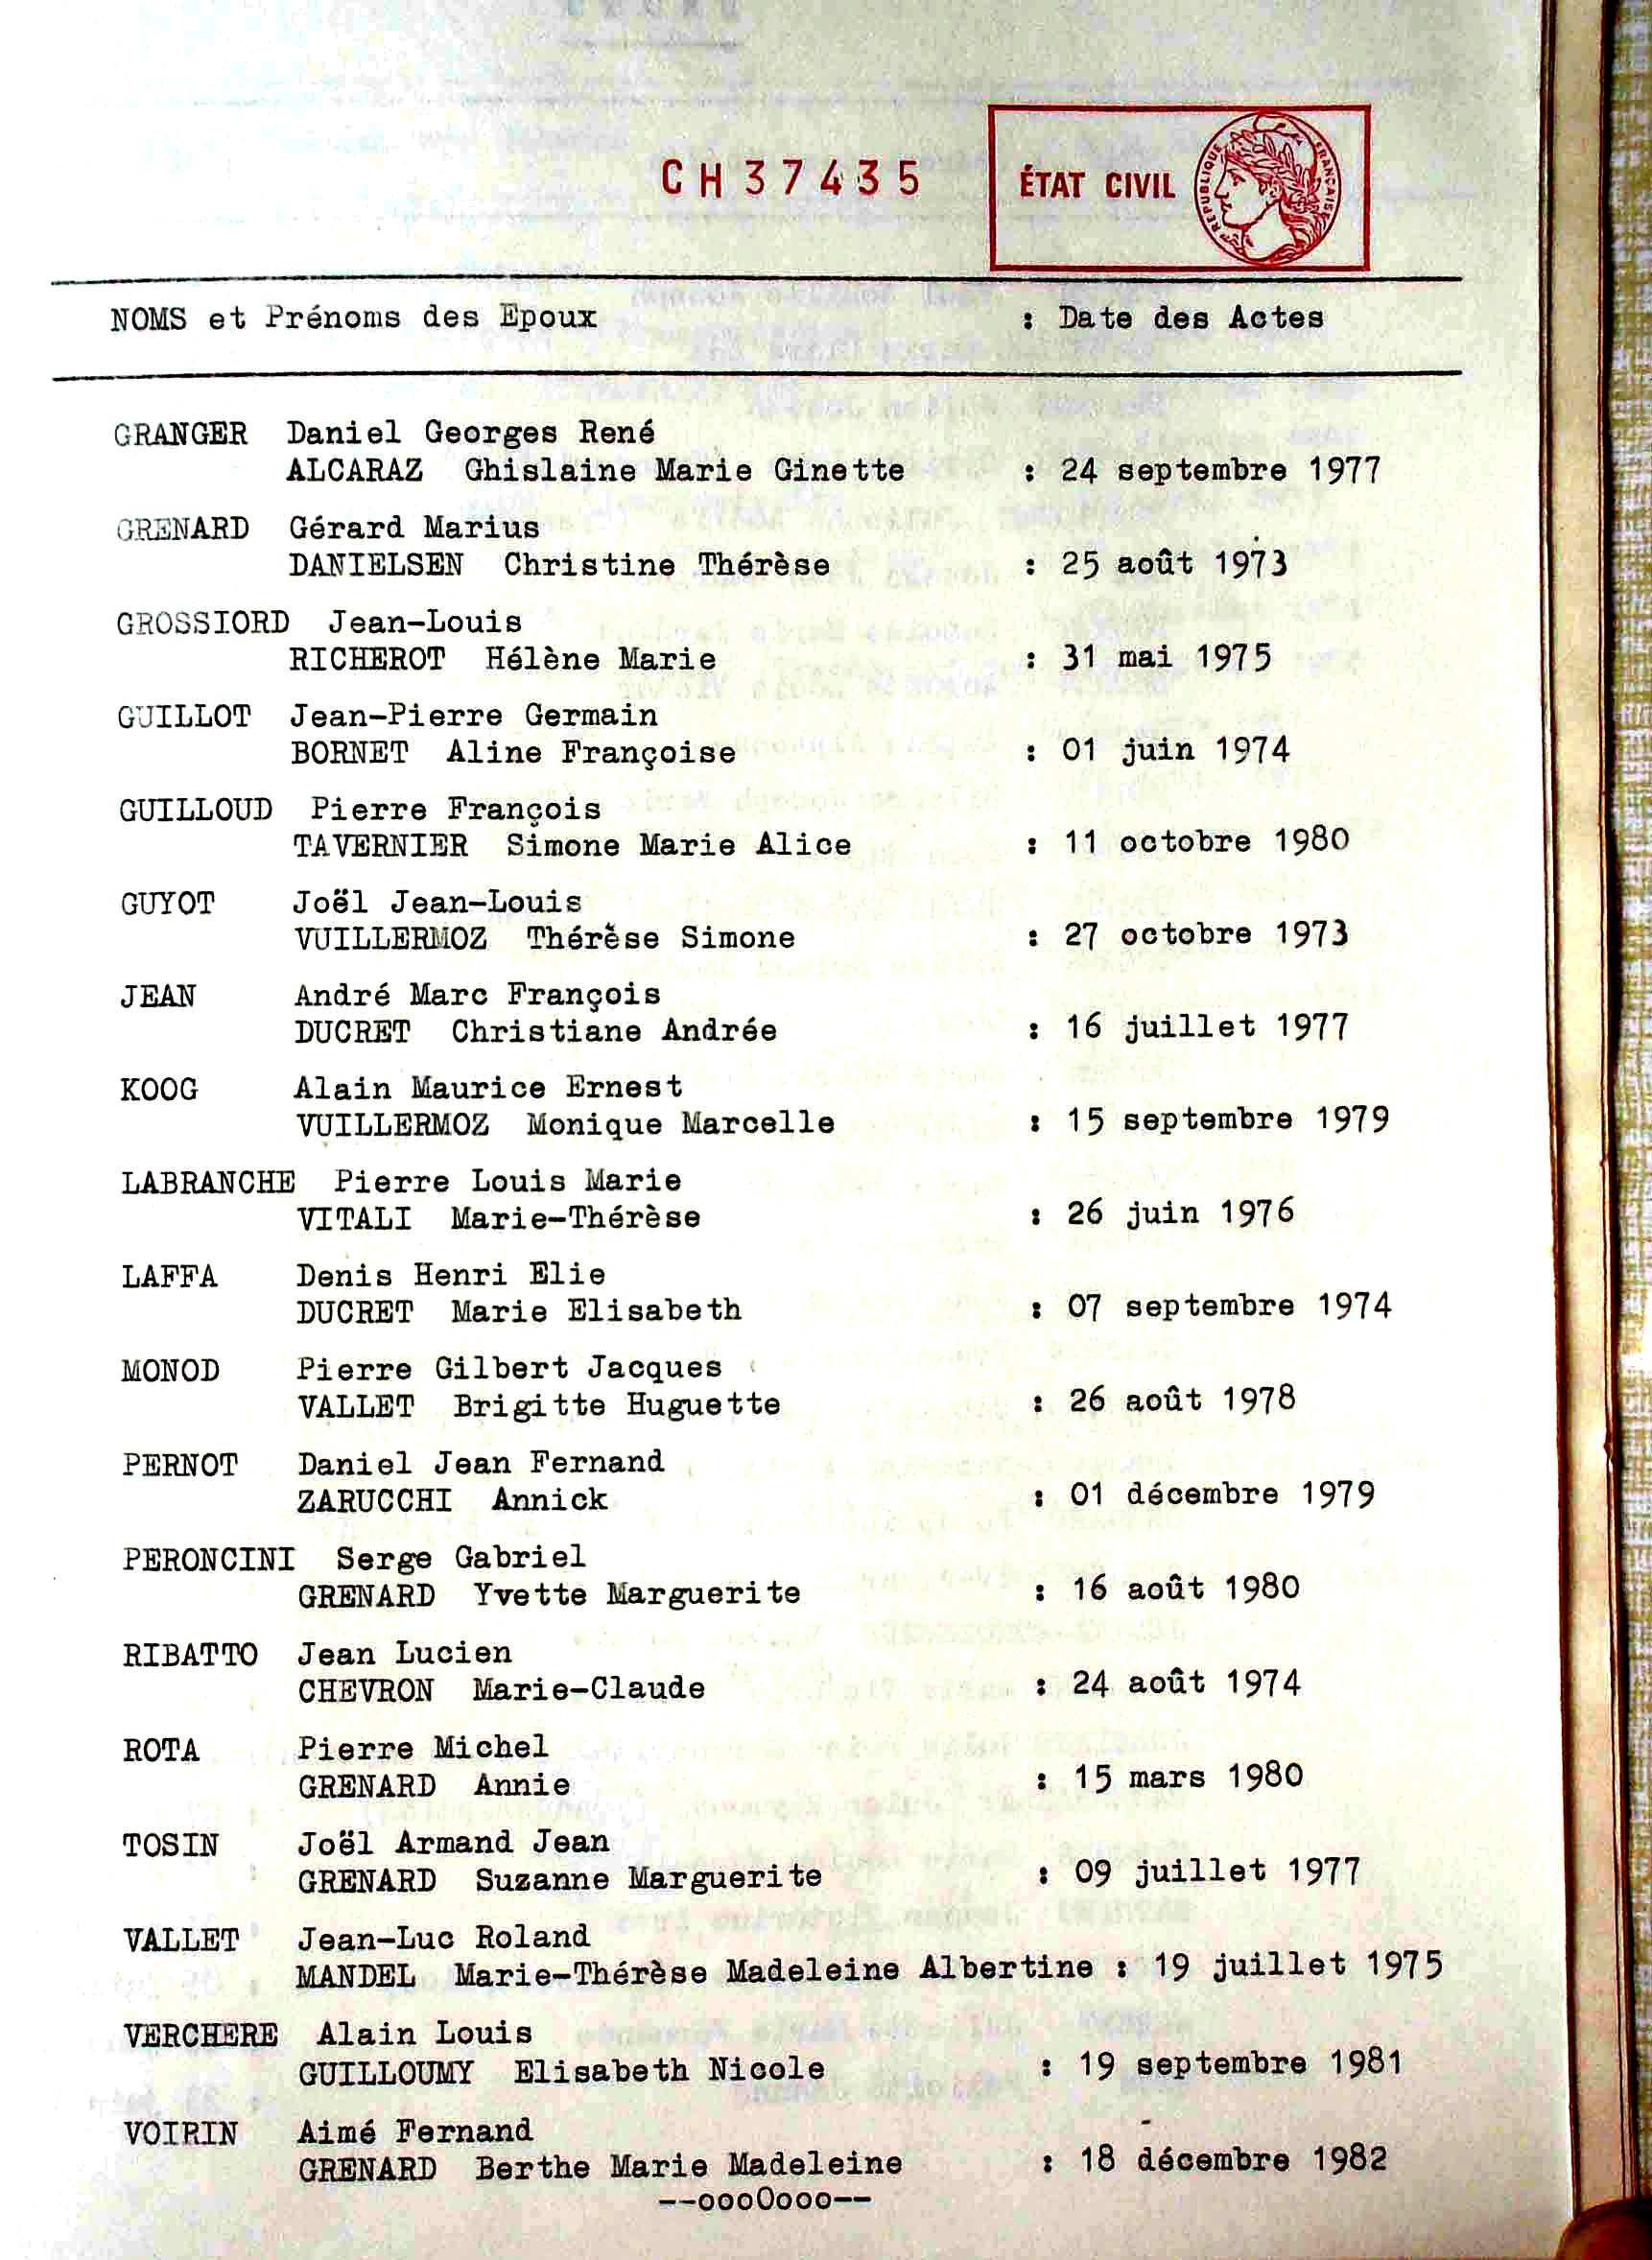 CH37435
ÉTAT CIVIL
RÉPUBLIQUE FRANÇAISE
NOMS et Prénoms des Epoux : Date des Actes
GRANGER Daniel Georges René
ALCARAZ Ghislaine Marie Ginette : 24 septembre 1977
GRENARD Gérard Marius
DANIELSEN Christine Thérèse : 25 août 1973
GROSSIORD Jean-Louis
RICHEROT Hélène Marie : 31 mai 1975
GUILLOT Jean-Pierre Germain
BORNET Aline Françoise : 01 juin 1974
GUILLOUD Pierre François
TAVERNIER Simone Marie Alice : 11 octobre 1980
GUYOT Joël Jean-Louis
VUILLERMOZ Thérèse Simone : 27 octobre 1973
JEAN André Marc François
DUCRET Christiane Andrée : 16 juillet 1977
KOOG Alain Maurice Ernest
VUILLERMOZ Monique Marcelle : 15 septembre 1979
LABRANCHE Pierre Louis Marie
VITALI Marie-Thérèse : 26 juin 1976
LAFFA Denis Henri Elie
DUCRET Marie Elisabeth : 07 septembre 1974
MONOD Pierre Gilbert Jacques
VALLET Brigitte Huguette : 26 août 1978
PERNOT Daniel Jean Fernand
ZARUCCHI Annick : 01 décembre 1979
PERONCINI Serge Gabriel
GRENARD Yvette Marguerite : 16 août 1980
RIBATTO Jean Lucien
CHEVRON Marie-Claude : 24 août 1974
ROTA Pierre Michel
GRENARD Annie : 15 mars 1980
TOSIN Joël Armand Jean
GRENARD Suzanne Marguerite : 09 juillet 1977
VALLET Jean-Luc Roland
MANDEL Marie-Thérèse Madeleine Albertine : 19 juillet 1975
VERCHERE Alain Louis
GUILLOUMY Elisabeth Nicole : 19 septembre 1981
VOIRIN Aimé Fernand
GRENARD Berthe Marie Madeleine : 18 décembre 1982
--oooOooo--